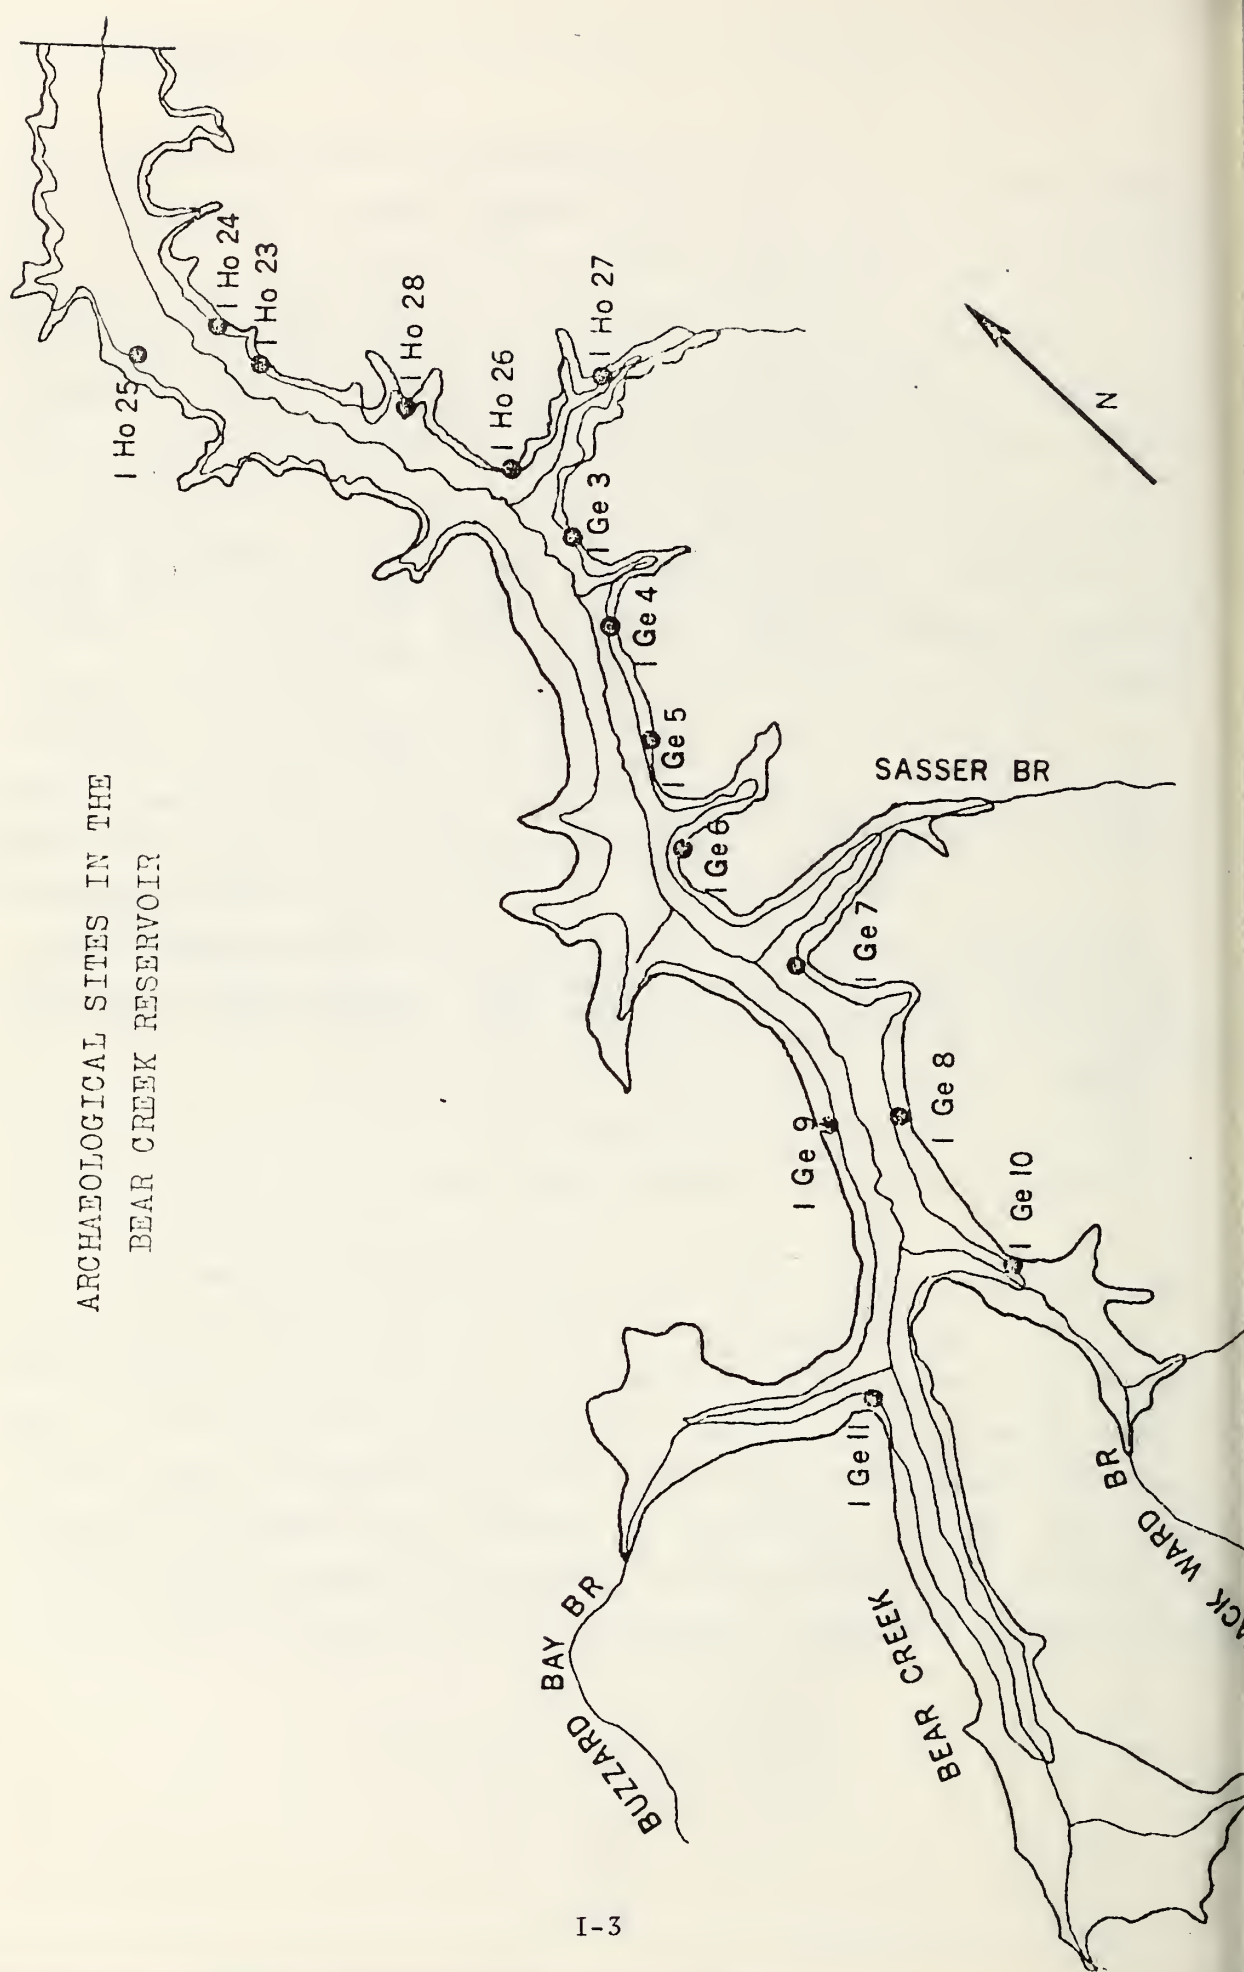 ARCHAEOLOGICAL SITES IN THE
BEAR CREEK RESERVOIR
I Ho 25
I Ho 24
I Ho 23
I Ho 28
I Ho 26
I Ho 27
I Ge 3
I Ge 4
I Ge 5
I Ge 6
SASSER BR
I Ge 7
I Ge 8
I Ge 9
I Ge 10
I Ge 11
BUZZARD BAY BR
BEAR CREEK
WARD BR
N
I-3